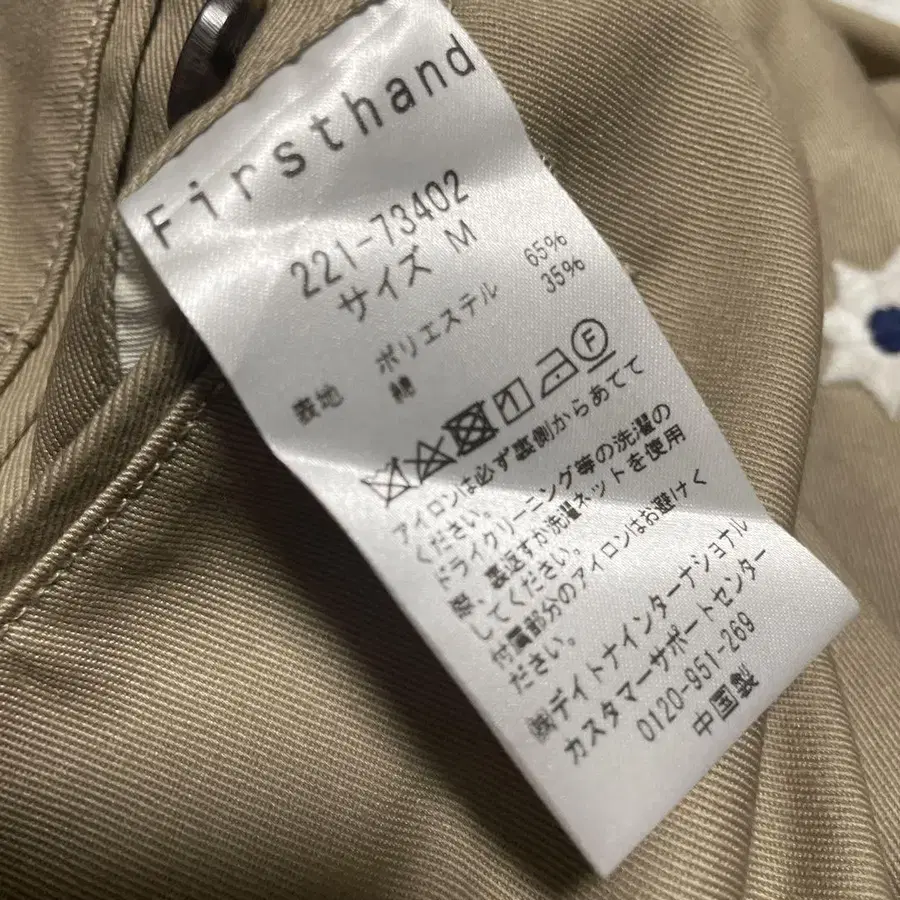 Firsthand
221-73402
サイズ M
表地 ポリエステル 65%
綿 35%
F
アイロンは必ず裏側からあてて
ください。
ドライクリーニング等の洗濯の
際、裏返すか洗濯ネットを使用
してください。
付属部分のアイロンはお避けく
ださい。
㈱デイトナインターナショナル
カスタマーサポートセンター
0120-951-269
中国製